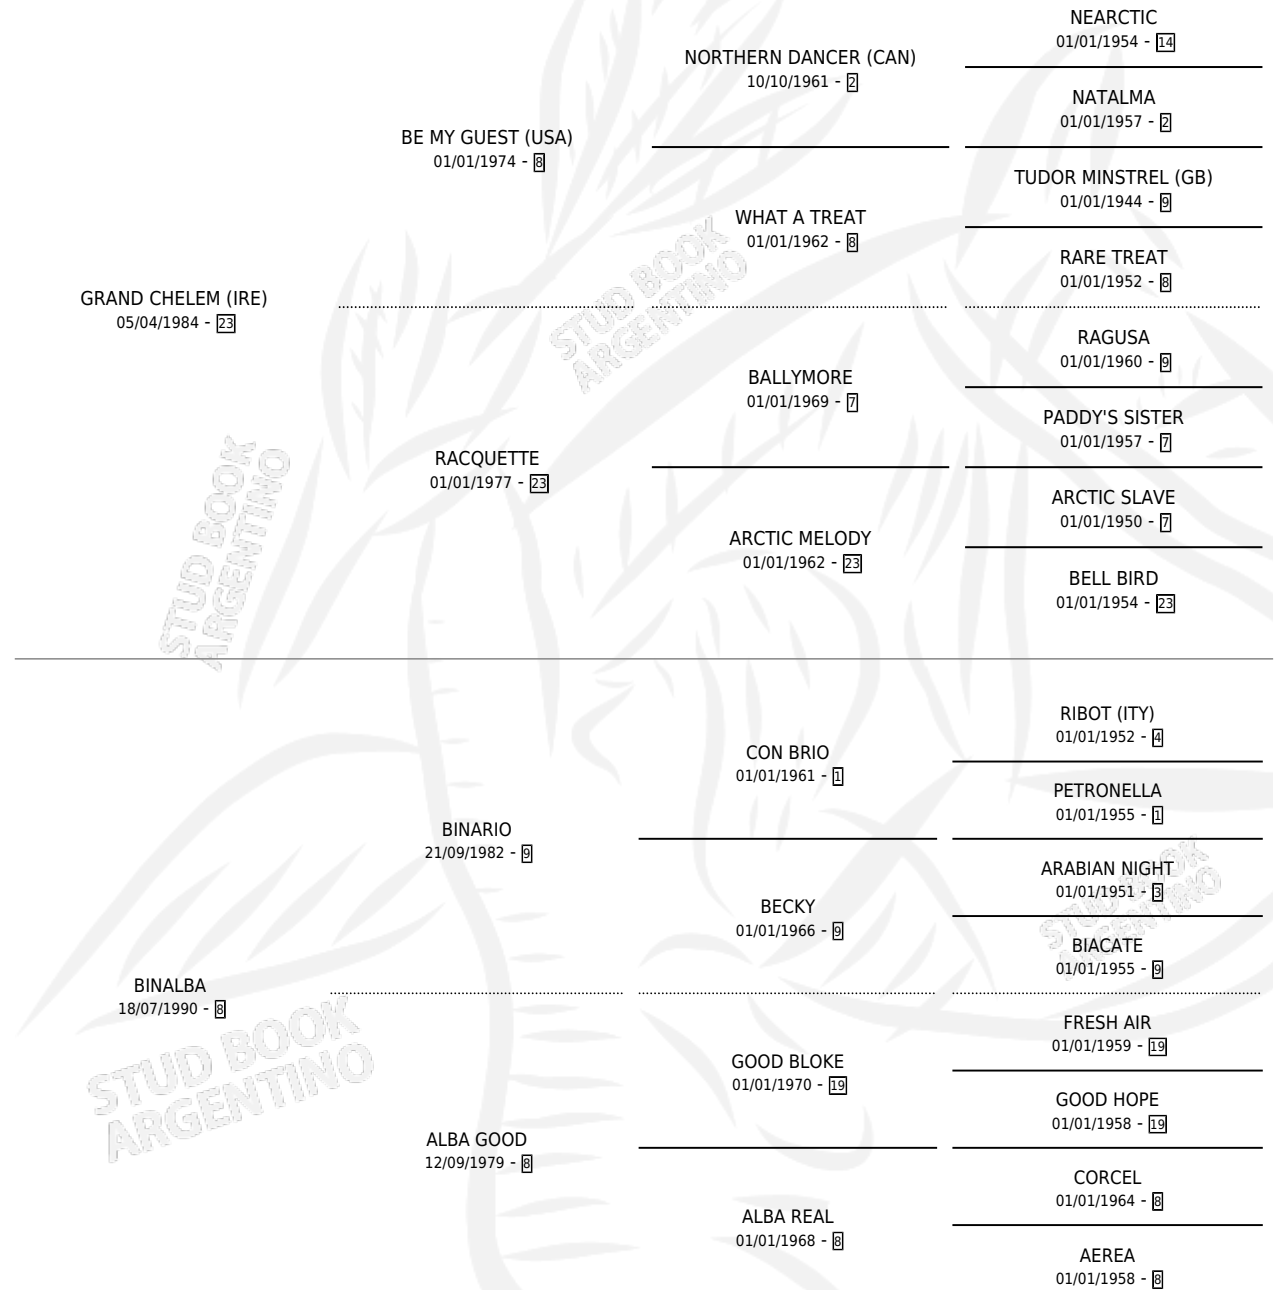 NEARCTIC
01/01/1954 - 14
NORTHERN DANCER (CAN)
10/10/1961 - 2
NATALMA
01/01/1957 - 2
BE MY GUEST (USA)
01/01/1974 - 8
TUDOR MINSTREL (GB)
01/01/1944 - 9
WHAT A TREAT
01/01/1962 - 8
RARE TREAT
01/01/1952 - 8
GRAND CHELEM (IRE)
05/04/1984 - 23
RAGUSA
01/01/1960 - 9
BALLYMORE
01/01/1969 - 7
PADDY'S SISTER
01/01/1957 - 7
RACQUETTE
01/01/1977 - 23
ARCTIC SLAVE
01/01/1950 - 7
ARCTIC MELODY
01/01/1962 - 23
BELL BIRD
01/01/1954 - 23
RIBOT (ITY)
01/01/1952 - 4
CON BRIO
01/01/1961 - 1
PETRONELLA
01/01/1955 - 1
BINARIO
21/09/1982 - 9
ARABIAN NIGHT
01/01/1951 - 3
BECKY
01/01/1966 - 9
BIACATE
01/01/1955 - 9
BINALBA
18/07/1990 - 8
FRESH AIR
01/01/1959 - 19
GOOD BLOKE
01/01/1970 - 19
GOOD HOPE
01/01/1958 - 19
ALBA GOOD
12/09/1979 - 8
CORCEL
01/01/1964 - 8
ALBA REAL
01/01/1968 - 8
AEREA
01/01/1958 - 8
STUD BOOK
ARGENTINO
STUD BOOK
ARGENTINO
STUD BOOK
ARGENTINO
STUD BOOK
ARGENTINO